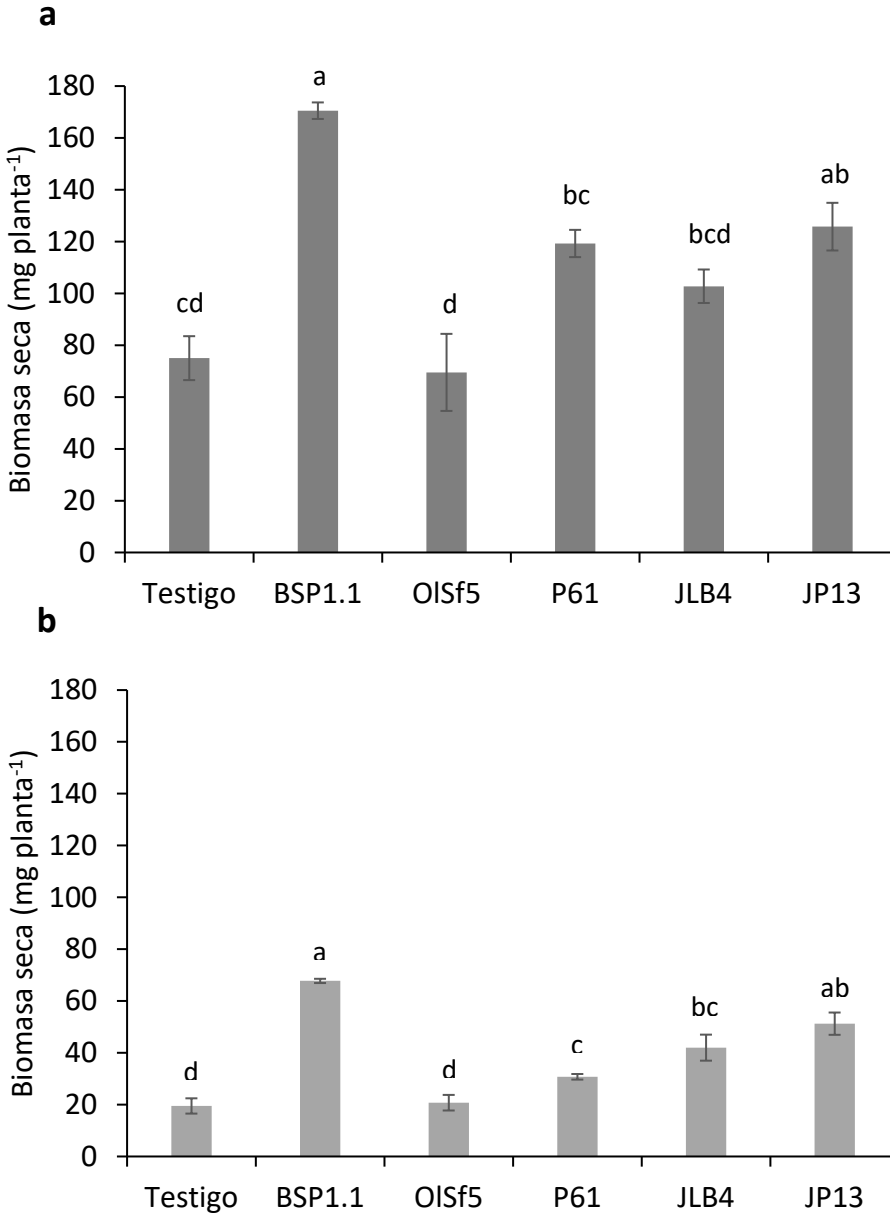 a
Biomasa seca (mg planta⁻¹)
180
160
140
120
100
80
60
40
20
0
cd
a
d
bc
bcd
ab
Testigo BSP1.1 OlSf5 P61 JLB4 JP13
b
Biomasa seca (mg planta⁻¹)
180
160
140
120
100
80
60
40
20
0
d
a
d
c
bc
ab
Testigo BSP1.1 OlSf5 P61 JLB4 JP13